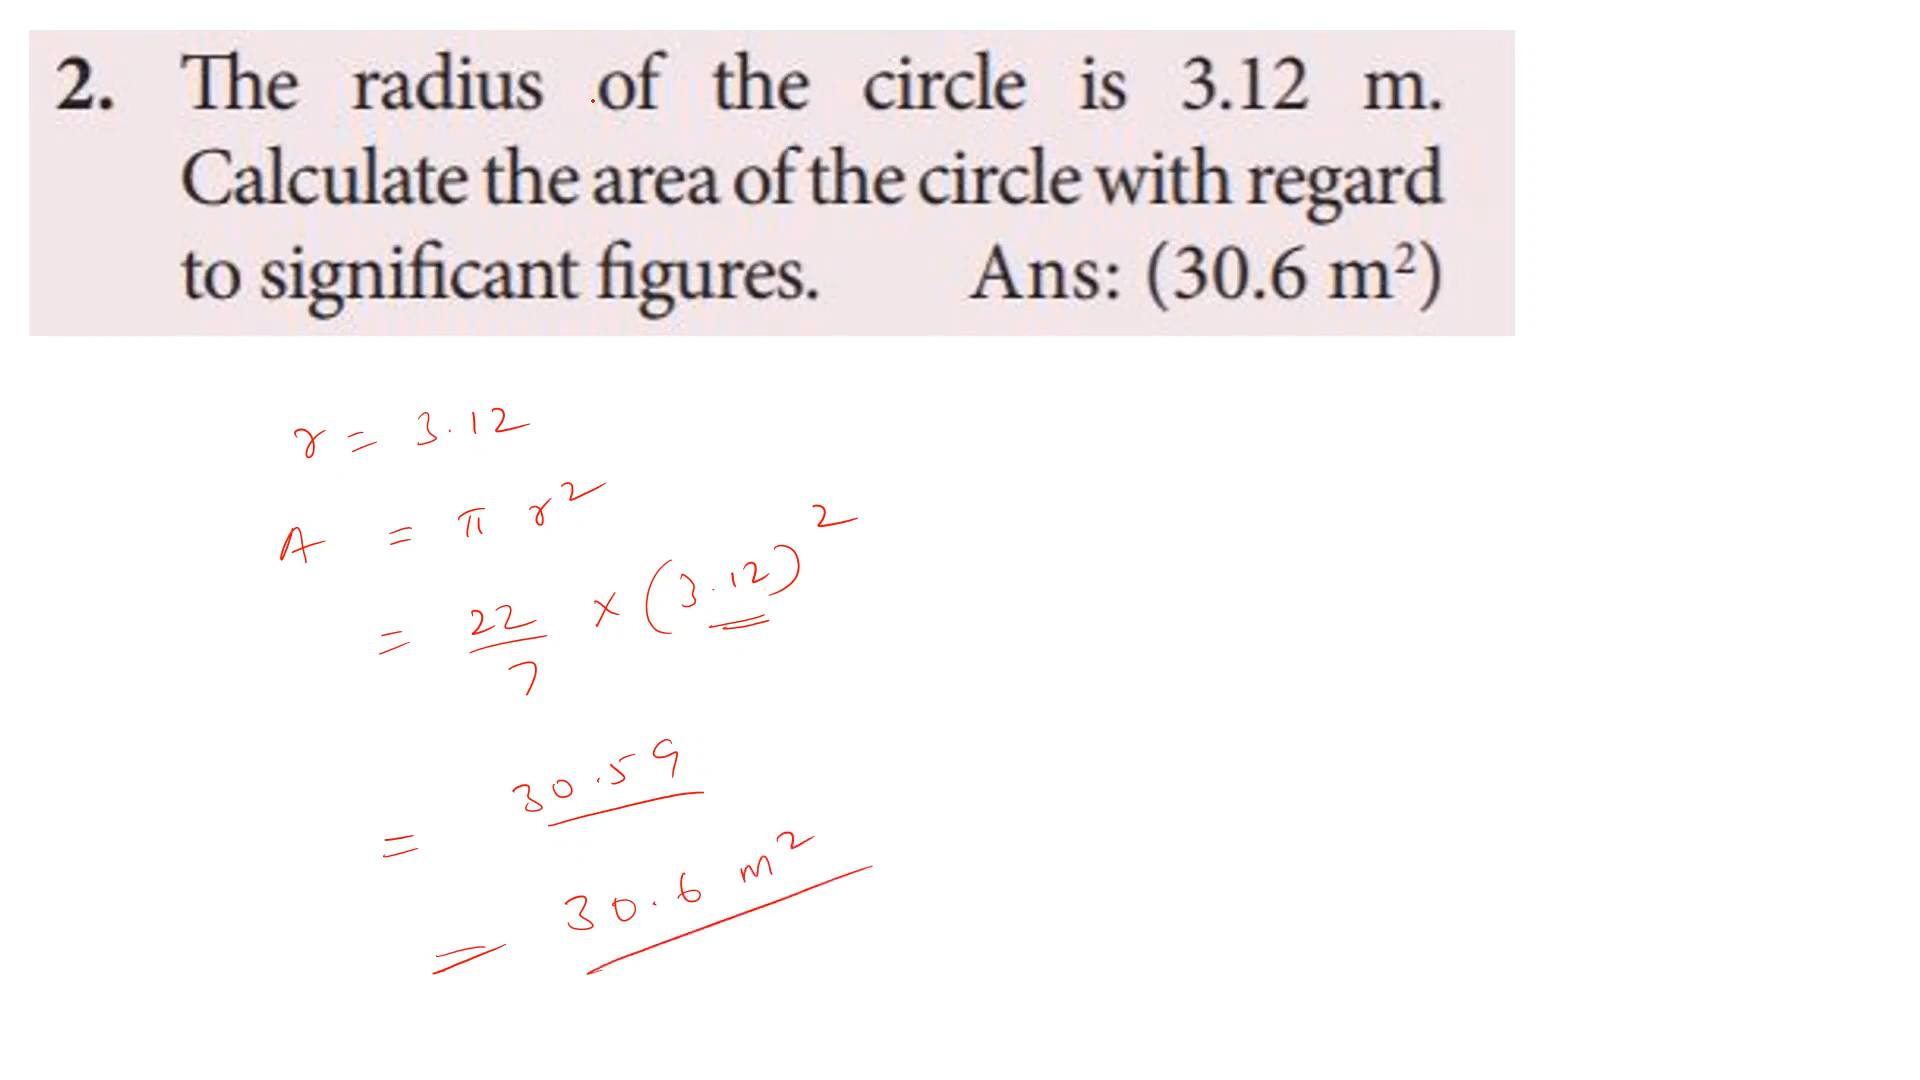 2. The radius of the circle is 3.12 m.
Calculate the area of the circle with regard
to significant figures. Ans: (30.6 m²)
r = 3.12
A = π r²
= 22/7 × (3.12)²
= 30.59
= 30.6 m²